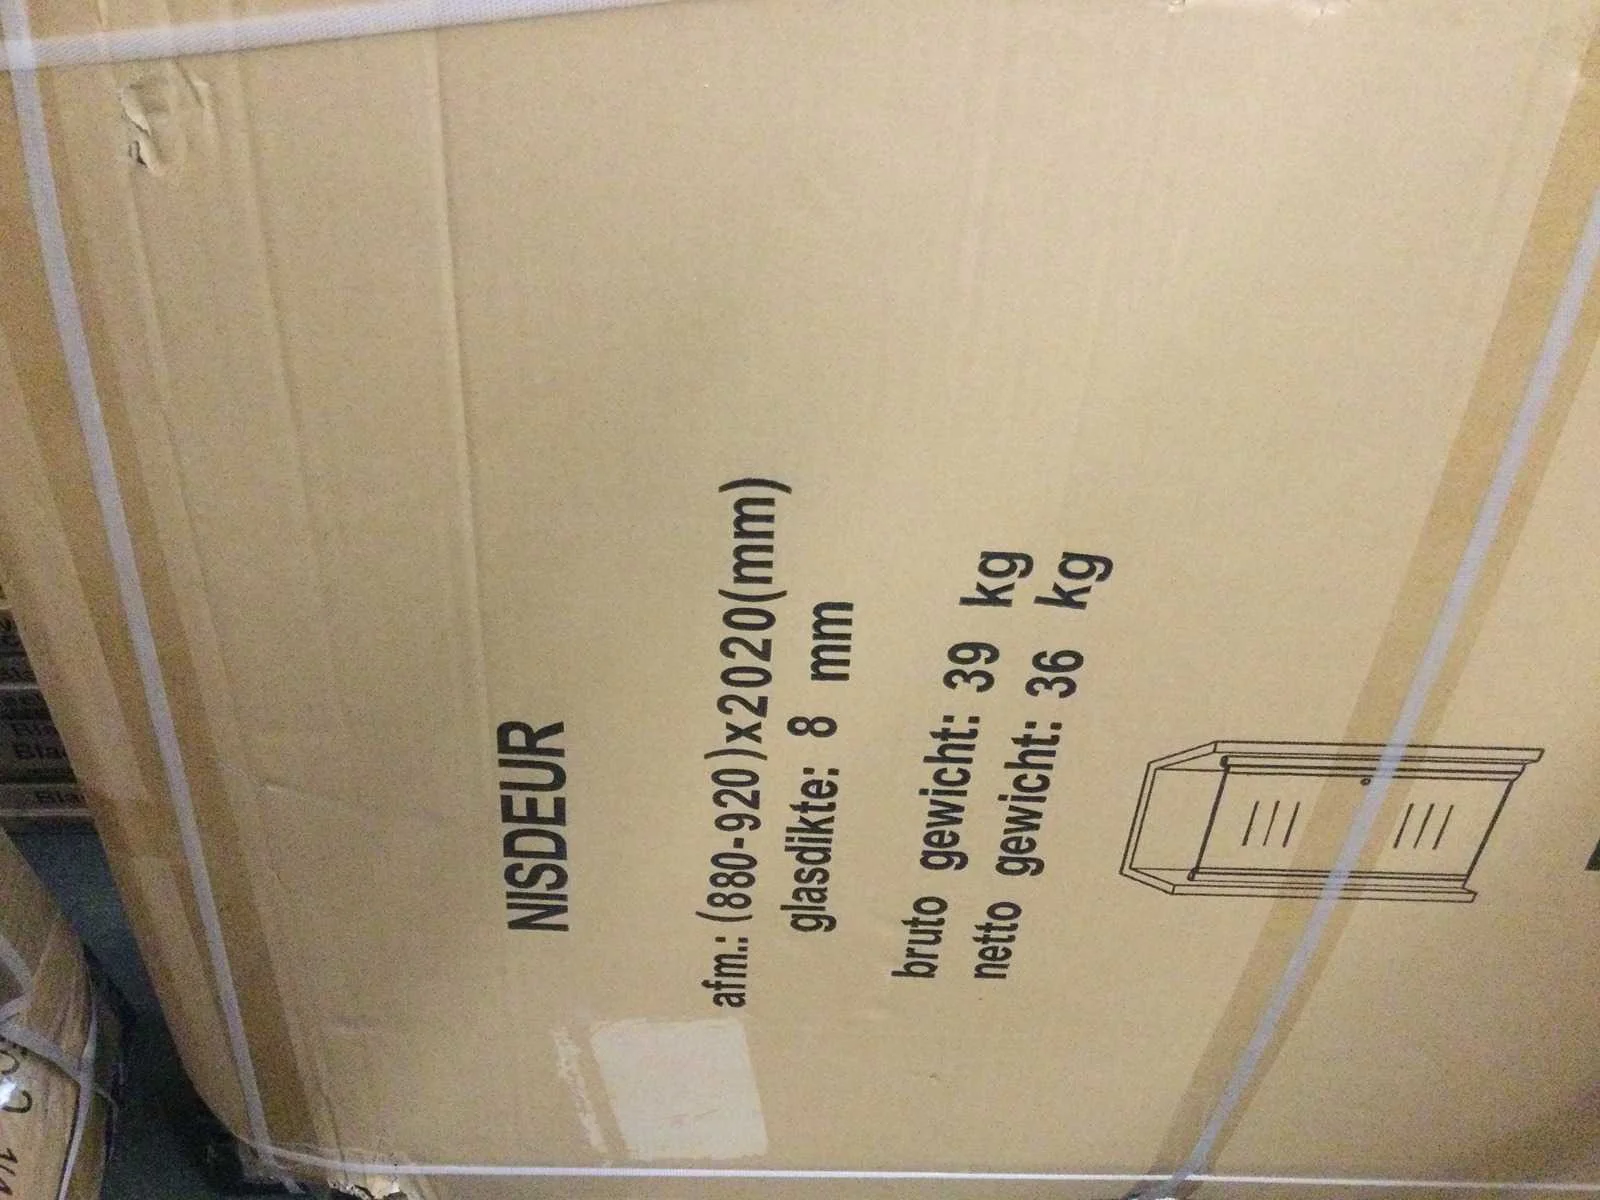 NISDEUR
afm.: (880-920)x2020(mm)
glasdikte: 8 mm
bruto gewicht: 39 kg
netto gewicht: 36 kg